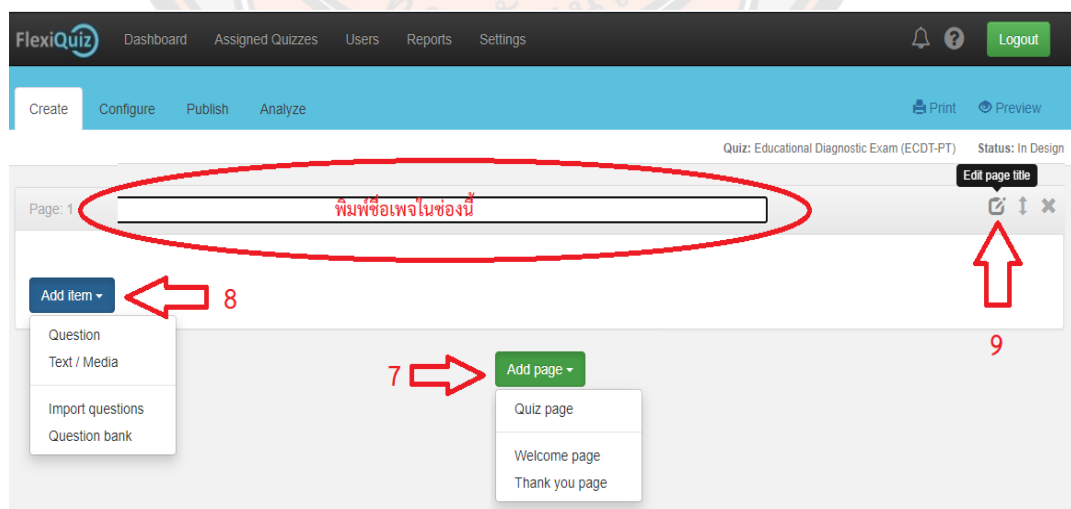 FlexiQuiz Dashboard Assigned Quizzes Users Reports Settings Logout
Create Configure Publish Analyze Print Preview
Quiz: Educational Diagnostic Exam (ECDT-PT) Status: In Design
Edit page title
Page: 1 พิมพ์ชื่อเพจในช่องนี้
Add item 8
9
Question
Text / Media
7 Add page
Import questions
Quiz page
Question bank
Welcome page
Thank you page